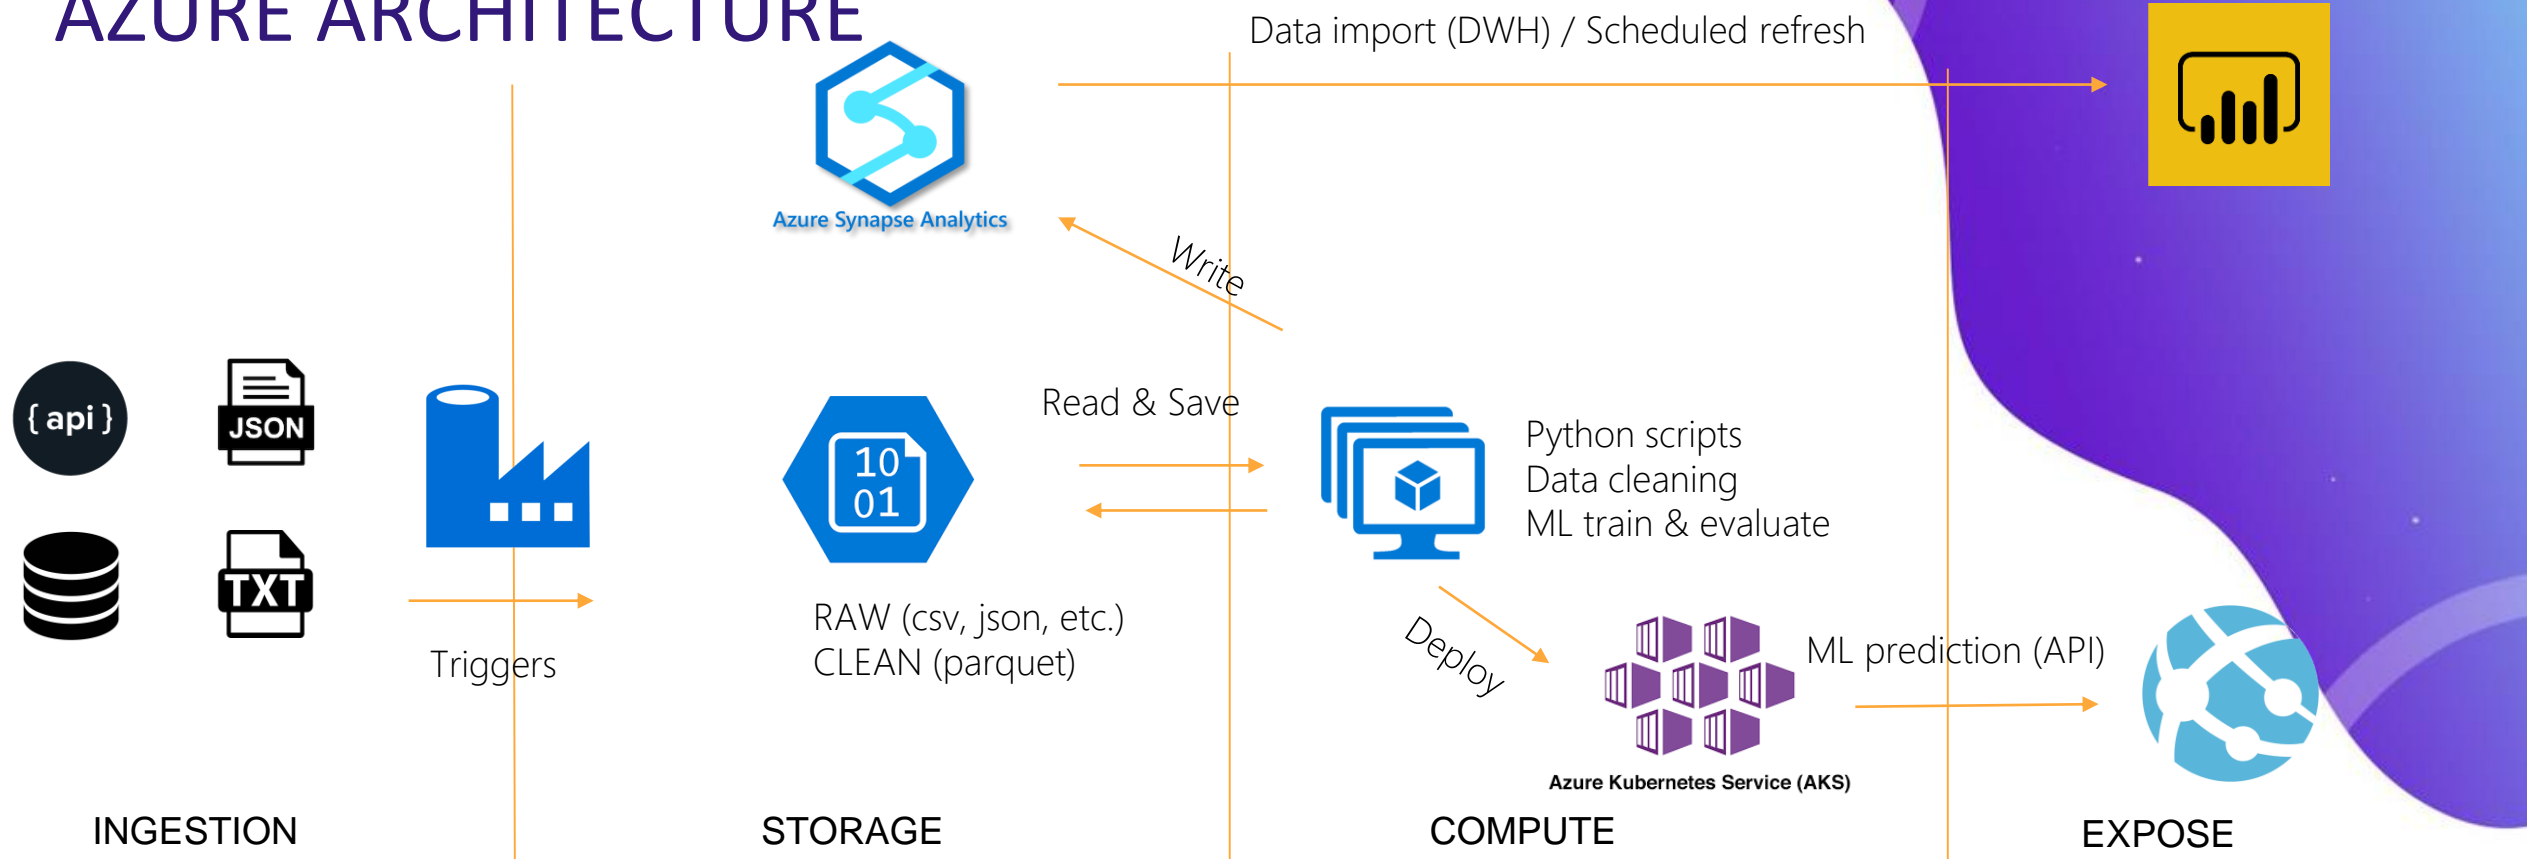 AZURE ARCHITECTURE
Data import (DWH) / Scheduled refresh
Azure Synapse Analytics
Write
{ api }
JSON
TXT
Triggers
10
01
RAW (csv, json, etc.)
CLEAN (parquet)
Read & Save
Python scripts
Data cleaning
ML train & evaluate
Deploy
Azure Kubernetes Service (AKS)
ML prediction (API)
INGESTION
STORAGE
COMPUTE
EXPOSE